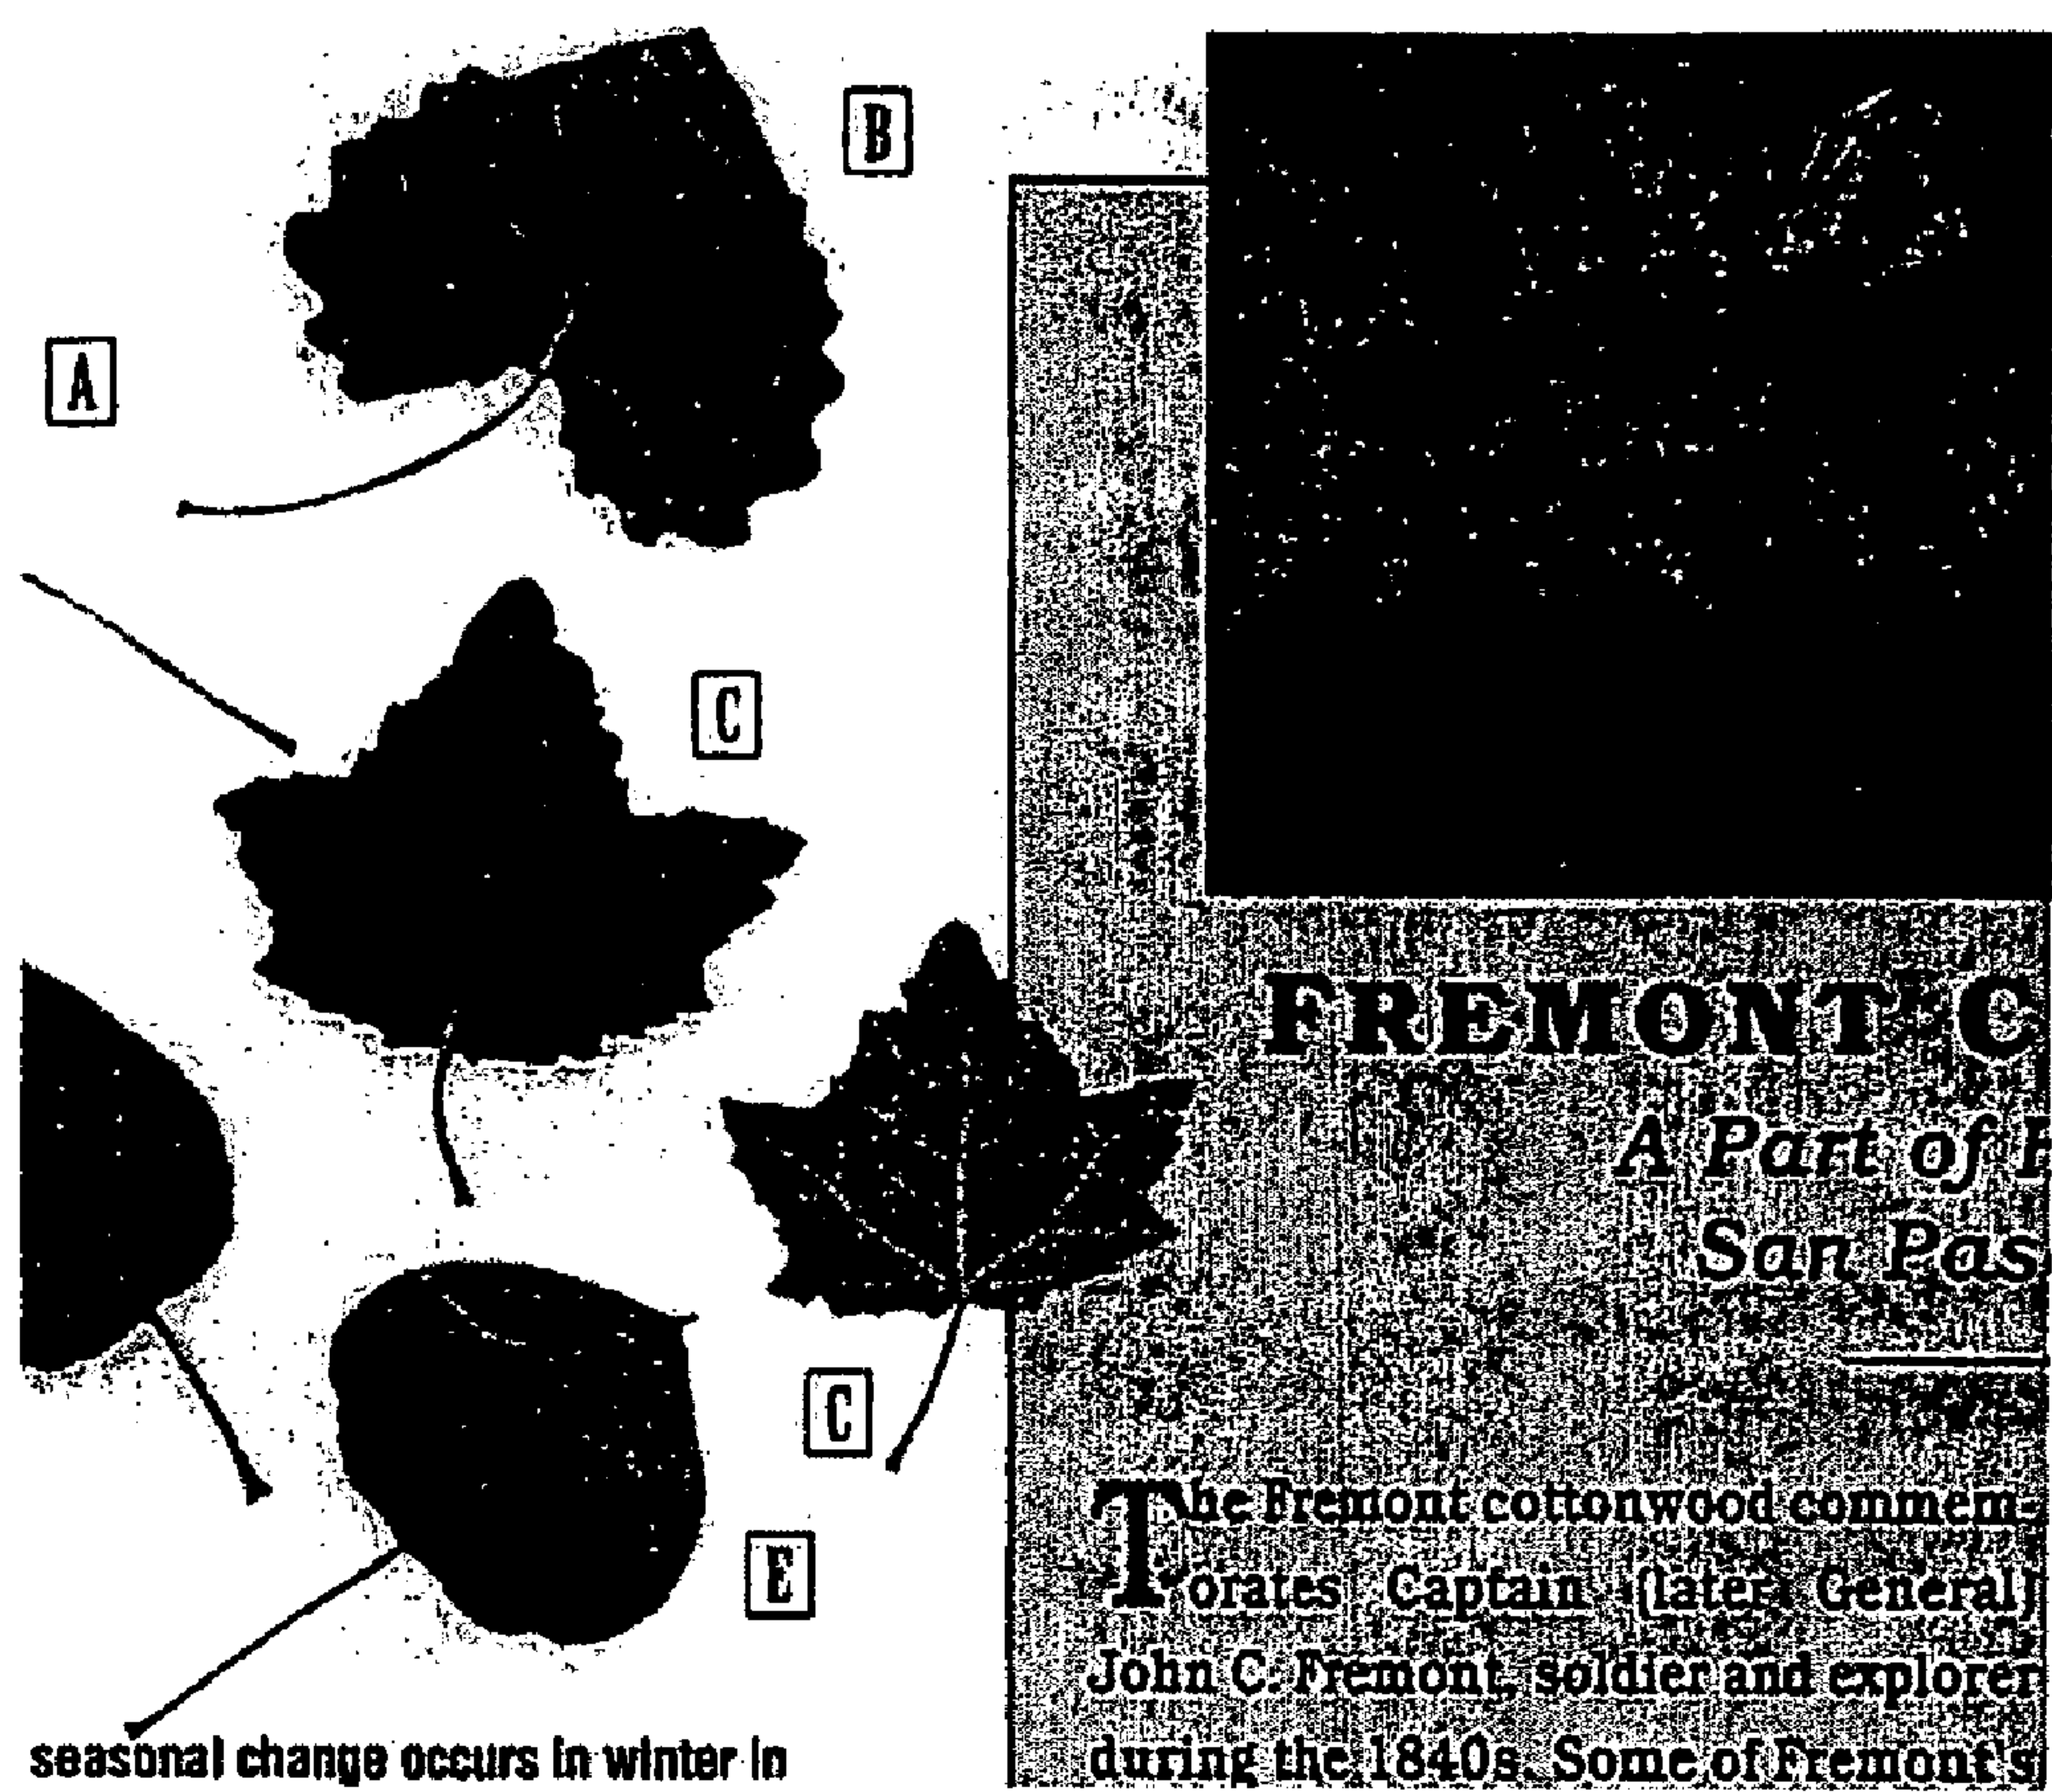 B
A
C
C
E
seasonal change occurs in winter in
FREMONT C
A Part of
San Pas
The Fremont cottonwood commem-
orates Captain (later General)
John C. Fremont, soldier and explorer
during the 1840s. Some of Fremont's